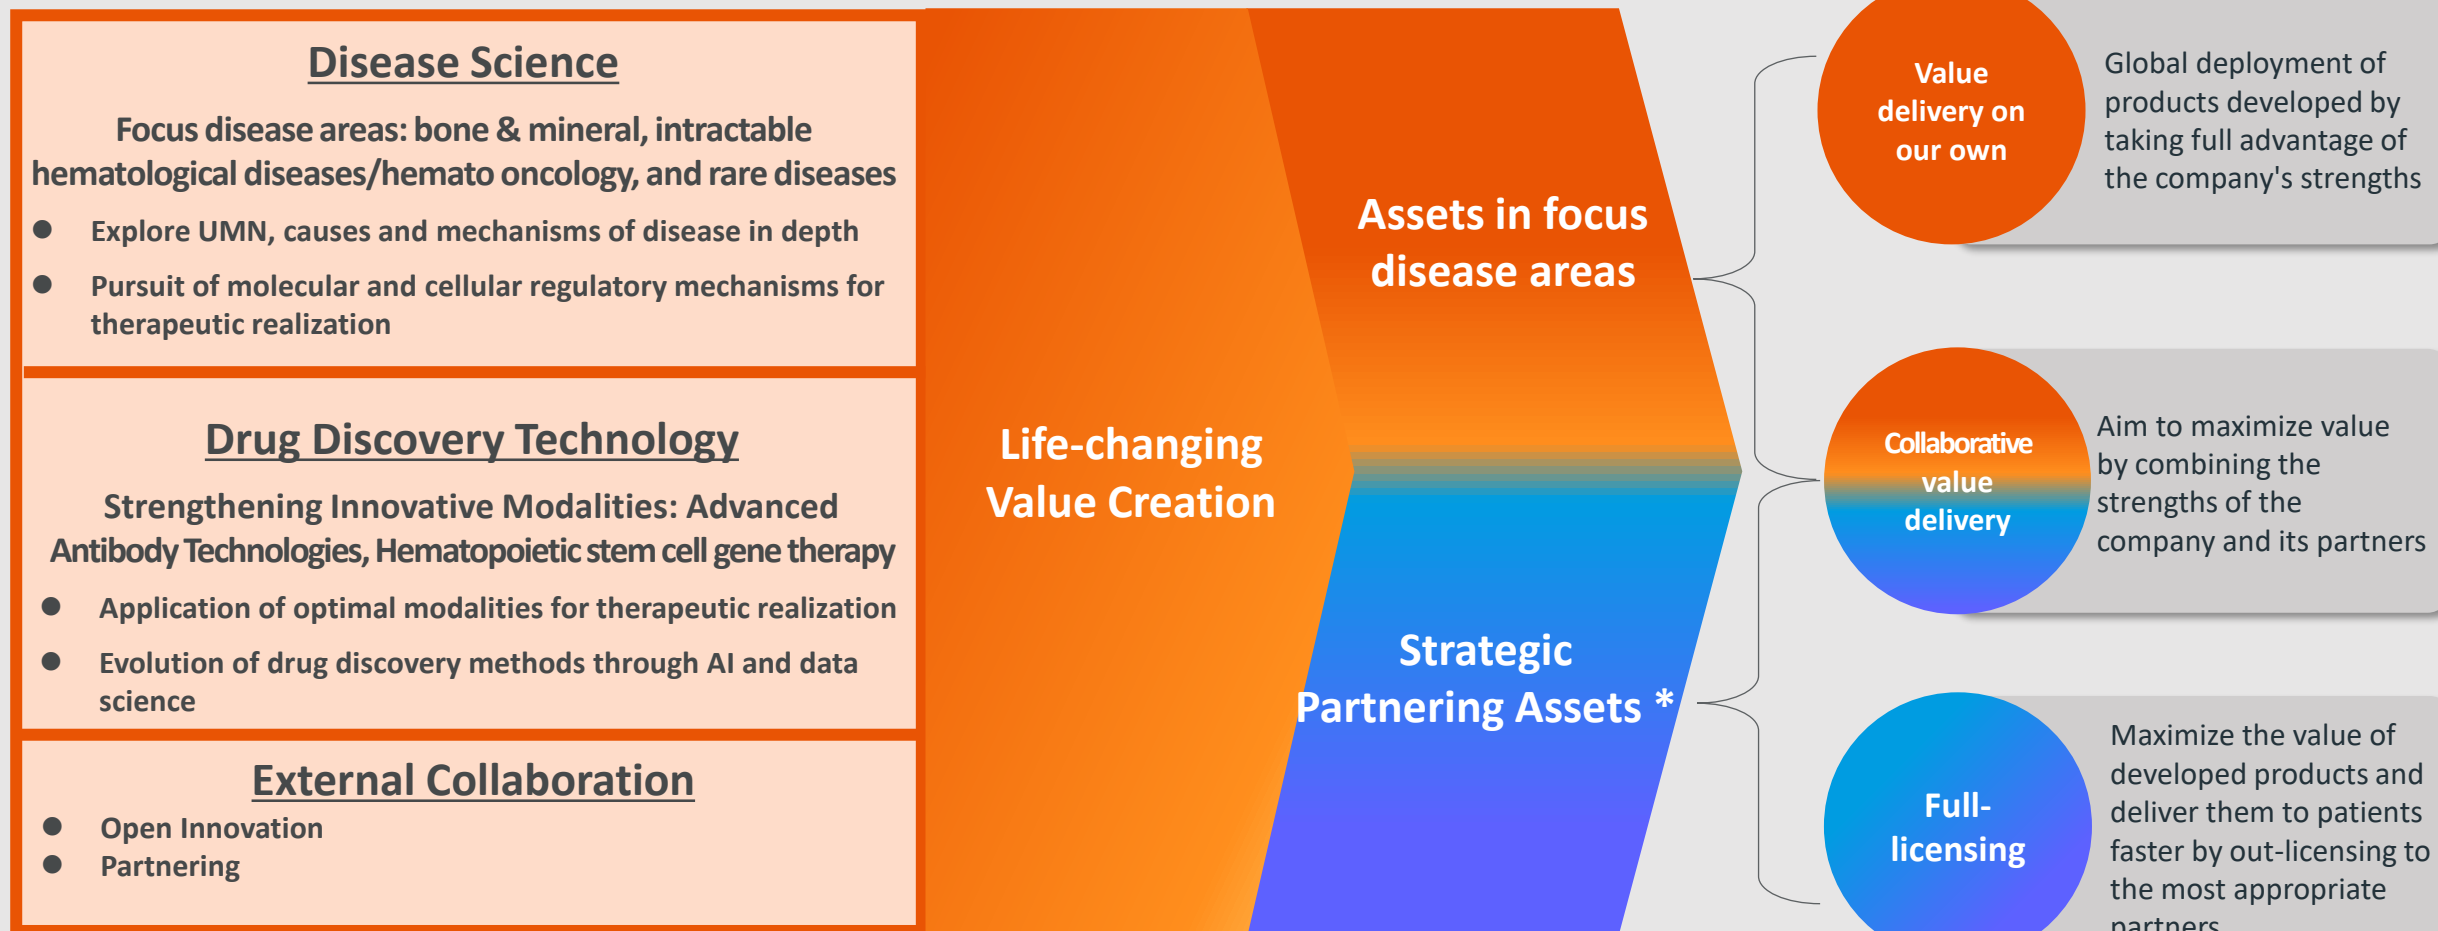 Disease Science
Focus disease areas: bone & mineral, intractable
hematological diseases/hemato oncology, and rare diseases
● Explore UMN, causes and mechanisms of disease in depth
● Pursuit of molecular and cellular regulatory mechanisms for
therapeutic realization
Drug Discovery Technology
Strengthening Innovative Modalities: Advanced
Antibody Technologies, Hematopoietic stem cell gene therapy
● Application of optimal modalities for therapeutic realization
● Evolution of drug discovery methods through AI and data
science
External Collaboration
● Open Innovation
● Partnering
Life-changing
Value Creation
Assets in focus
disease areas
Strategic
Partnering Assets *
Value
delivery on
our own
Global deployment of
products developed by
taking full advantage of
the company's strengths
Collaborative
value
delivery
Aim to maximize value
by combining the
strengths of the
company and its partners
Full-
licensing
Maximize the value of
developed products and
deliver them to patients
faster by out-licensing to
the most appropriate
partners